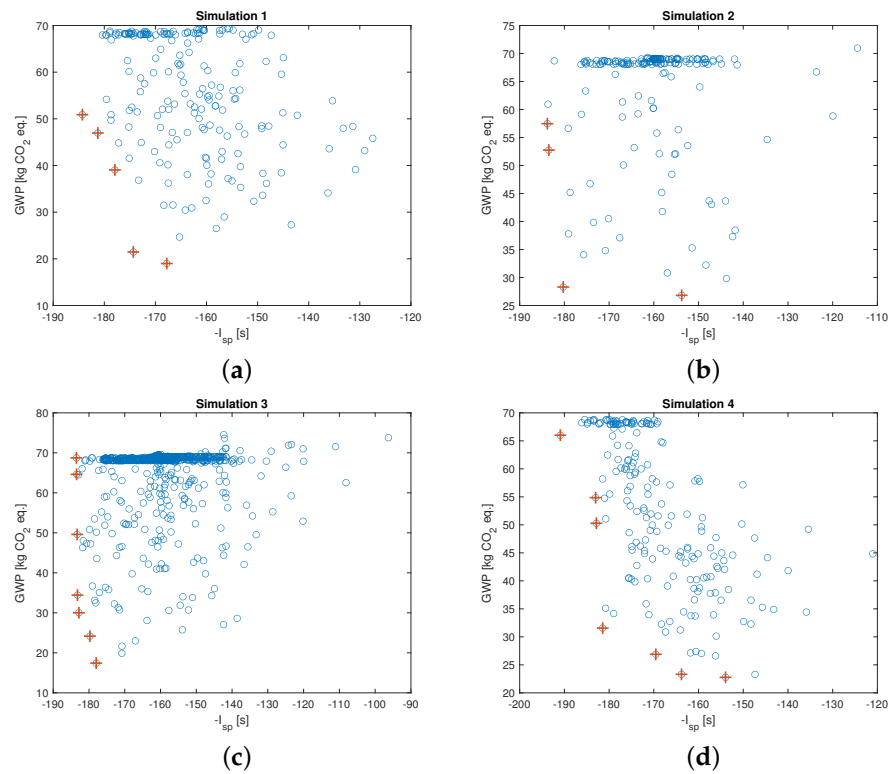 Simulation 1
70
60
50
40
30
20
10
GWP [kg CO2 eq.]
-190 -180 -170 -160 -150 -140 -130 -120
-Isp [s]
(a)
Simulation 2
75
70
65
60
55
50
45
40
35
30
25
GWP [kg CO2 eq.]
-190 -180 -170 -160 -150 -140 -130 -120 -110
-Isp [s]
(b)
Simulation 3
80
70
60
50
40
30
20
10
GWP [kg CO2 eq.]
-190 -180 -170 -160 -150 -140 -130 -120 -110 -100 -90
-Isp [s]
(c)
Simulation 4
70
65
60
55
50
45
40
35
30
25
20
GWP [kg CO2 eq.]
-200 -190 -180 -170 -160 -150 -140 -130 -120
-Isp [s]
(d)